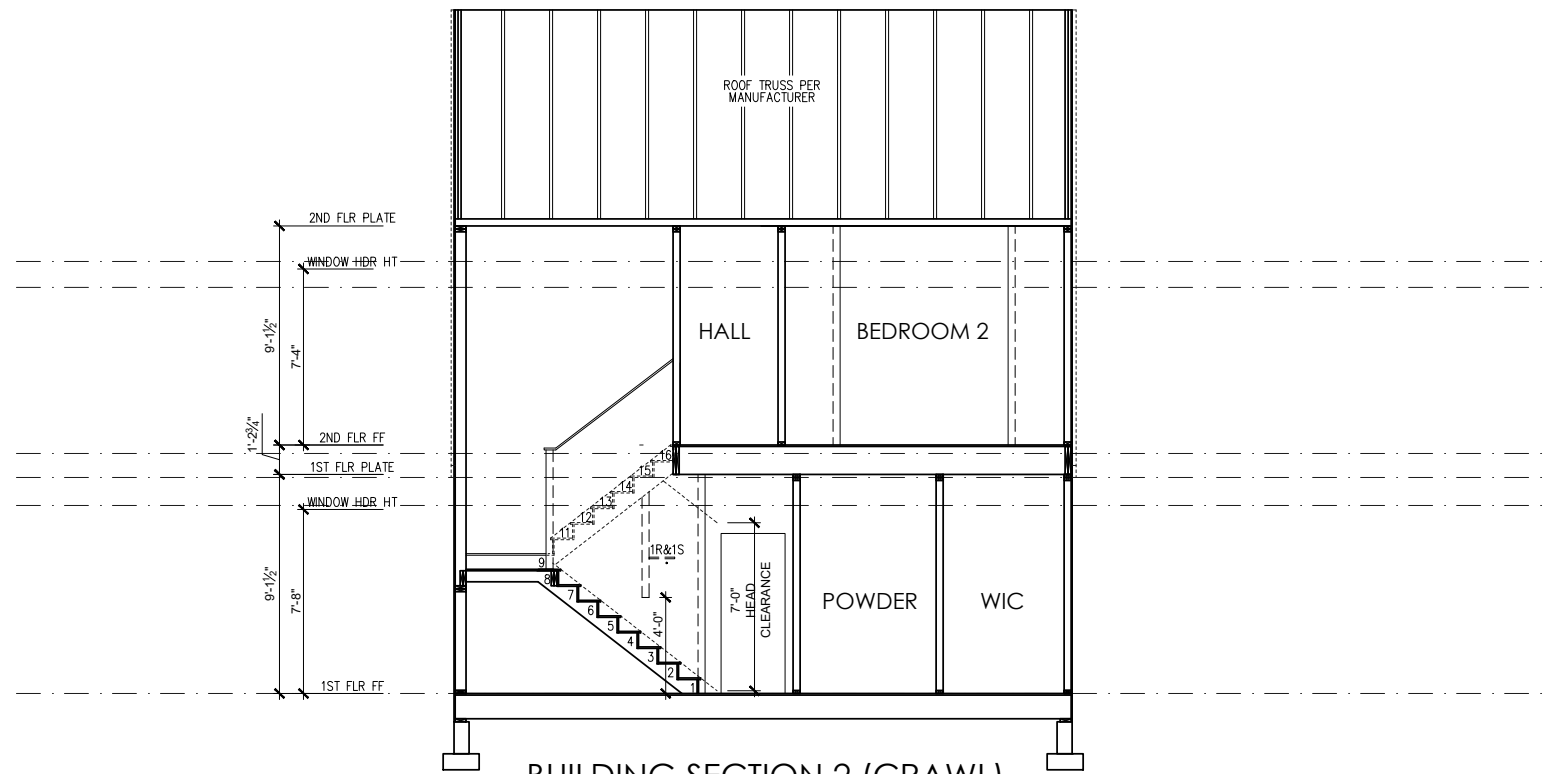 ROOF TRUSS PER
MANUFACTURER
2ND FLR PLATE
WINDOW HDR HT
9'-1½"
7'-4"
HALL
BEDROOM 2
1'-2¾"
2ND FLR FF
1ST FLR PLATE
WINDOW HDR HT
16
15
14
13
12
11
1R&1S
9
8
7
6
5
4
3
2
1
9'-1½"
7'-8"
4'-0"
7'-0"
HEAD
CLEARANCE
POWDER
WIC
1ST FLR FF
BUILDING SECTION 2 (CRAWL)